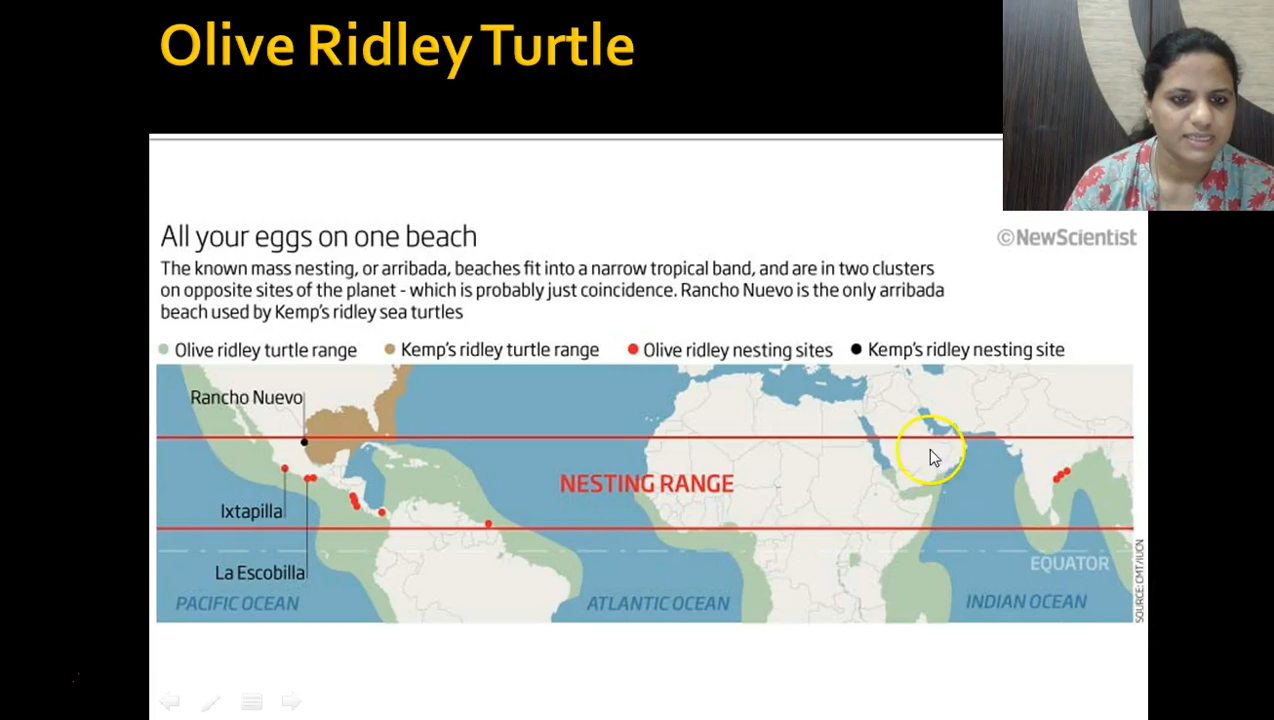 Olive Ridley Turtle
All your eggs on one beach
©NewScientist
The known mass nesting, or arribada, beaches fit into a narrow tropical band, and are in two clusters
on opposite sites of the planet - which is probably just coincidence. Rancho Nuevo is the only arribada
beach used by Kemp's ridley sea turtles
Olive ridley turtle range
Kemp's ridley turtle range
Olive ridley nesting sites
Kemp's ridley nesting site
Rancho Nuevo
NESTING RANGE
Ixtapilla
La Escobilla
EQUATOR
PACIFIC OCEAN
ATLANTIC OCEAN
INDIAN OCEAN
SOURCE: CMT/IUCN